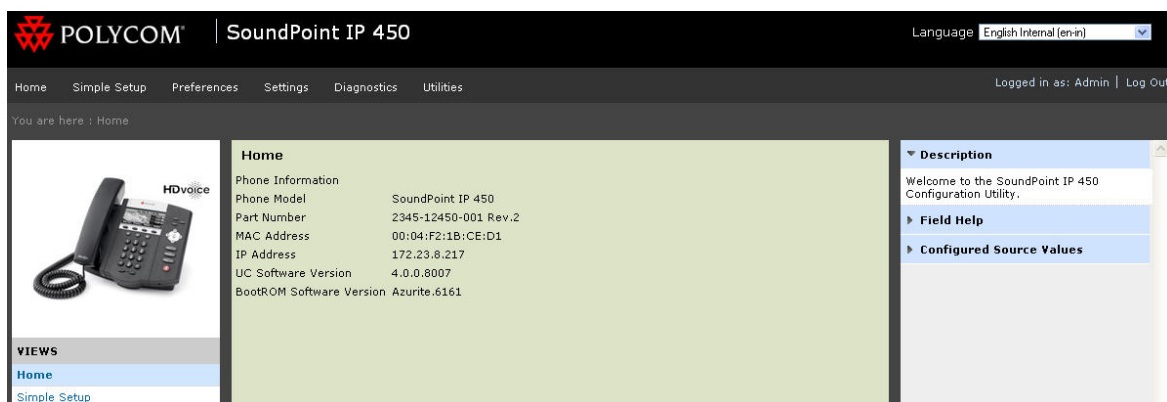 POLYCOM® SoundPoint IP 450
Language English Internal (en-in)
Home Simple Setup Preferences Settings Diagnostics Utilities
Logged in as: Admin | Log Out
You are here : Home
HDvoice
VIEWS
Home
Simple Setup
Home
Phone Information
Phone Model SoundPoint IP 450
Part Number 2345-12450-001 Rev.2
MAC Address 00:04:F2:1B:CE:D1
IP Address 172.23.8.217
UC Software Version 4.0.0.8007
BootROM Software Version Azurite.6161
Description
Welcome to the SoundPoint IP 450
Configuration Utility.
Field Help
Configured Source Values